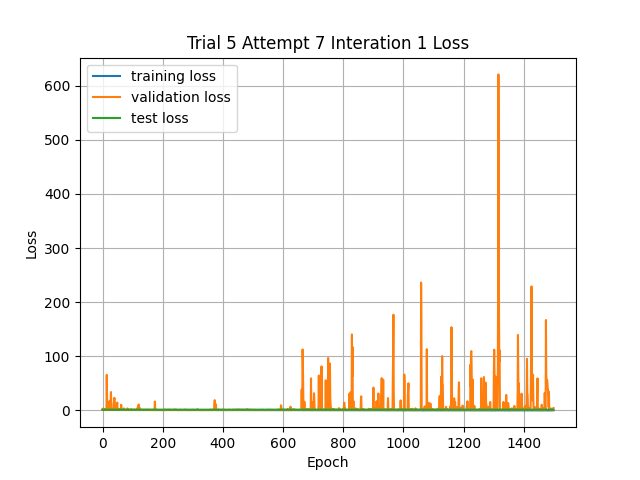 Trial 5 Attempt 7 Interation 1 Loss
training loss
validation loss
test loss
Loss
600
500
400
300
200
100
0
0 200 400 600 800 1000 1200 1400
Epoch